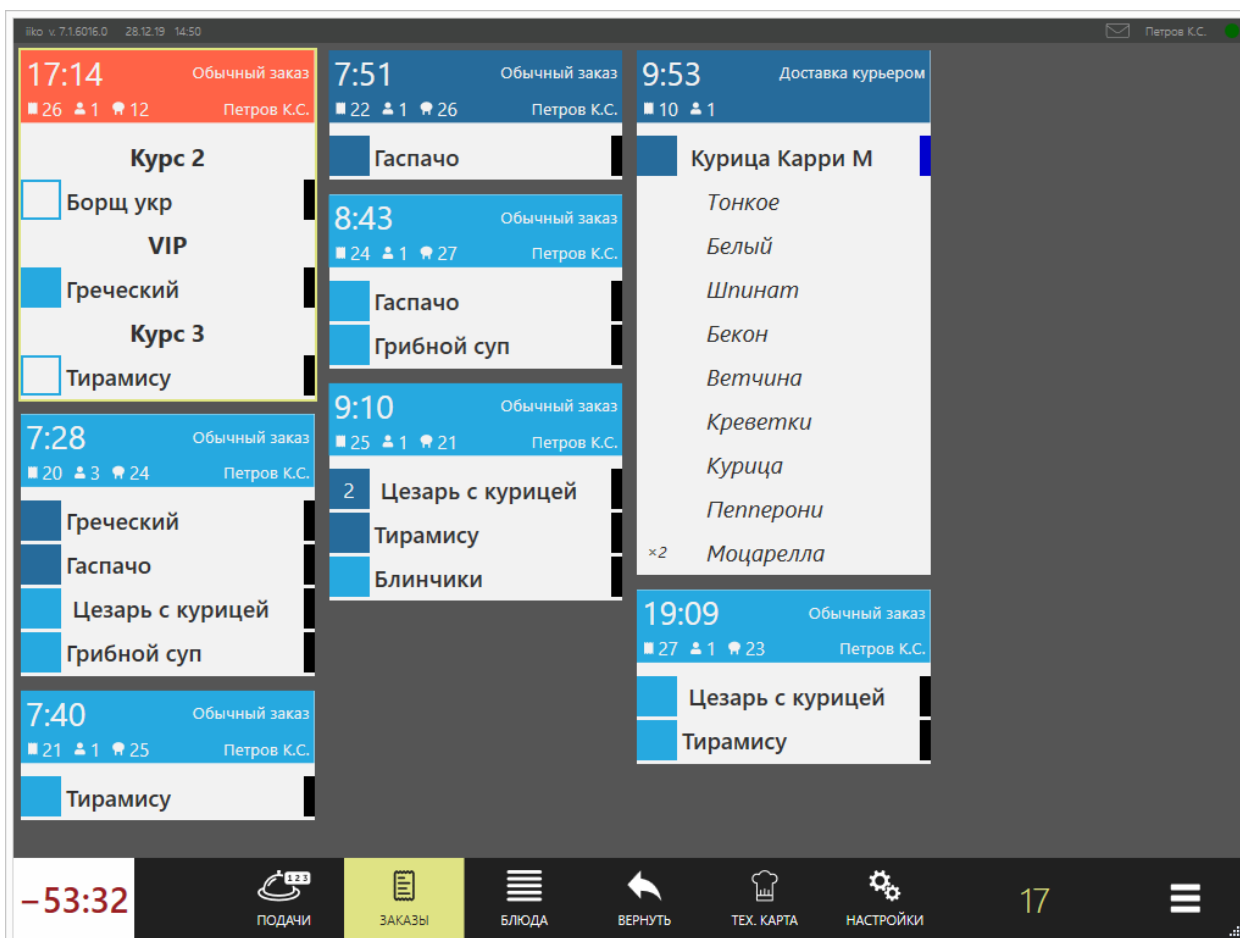 iiko v. 7.1.6016.0 28.12.19 14:50 Петров К.С.
17:14 Обычный заказ
26 1 12 Петров К.С.
Курс 2
Борщ укр
VIP
Греческий
Курс 3
Тирамису
7:28 Обычный заказ
20 3 24 Петров К.С.
Греческий
Гаспачо
Цезарь с курицей
Грибной суп
7:40 Обычный заказ
21 1 25 Петров К.С.
Тирамису
7:51 Обычный заказ
22 1 26 Петров К.С.
Гаспачо
8:43 Обычный заказ
24 1 27 Петров К.С.
Гаспачо
Грибной суп
9:10 Обычный заказ
25 1 21 Петров К.С.
2 Цезарь с курицей
Тирамису
Блинчики
9:53 Доставка курьером
10 1
Курица Карри М
Тонкое
Белый
Шпинат
Бекон
Ветчина
Креветки
Курица
Пепперони
×2 Моцарелла
19:09 Обычный заказ
27 1 23 Петров К.С.
Цезарь с курицей
Тирамису
–53:32
123
ПОДАЧИ
ЗАКАЗЫ
БЛЮДА
ВЕРНУТЬ
ТЕХ. КАРТА
НАСТРОЙКИ
17